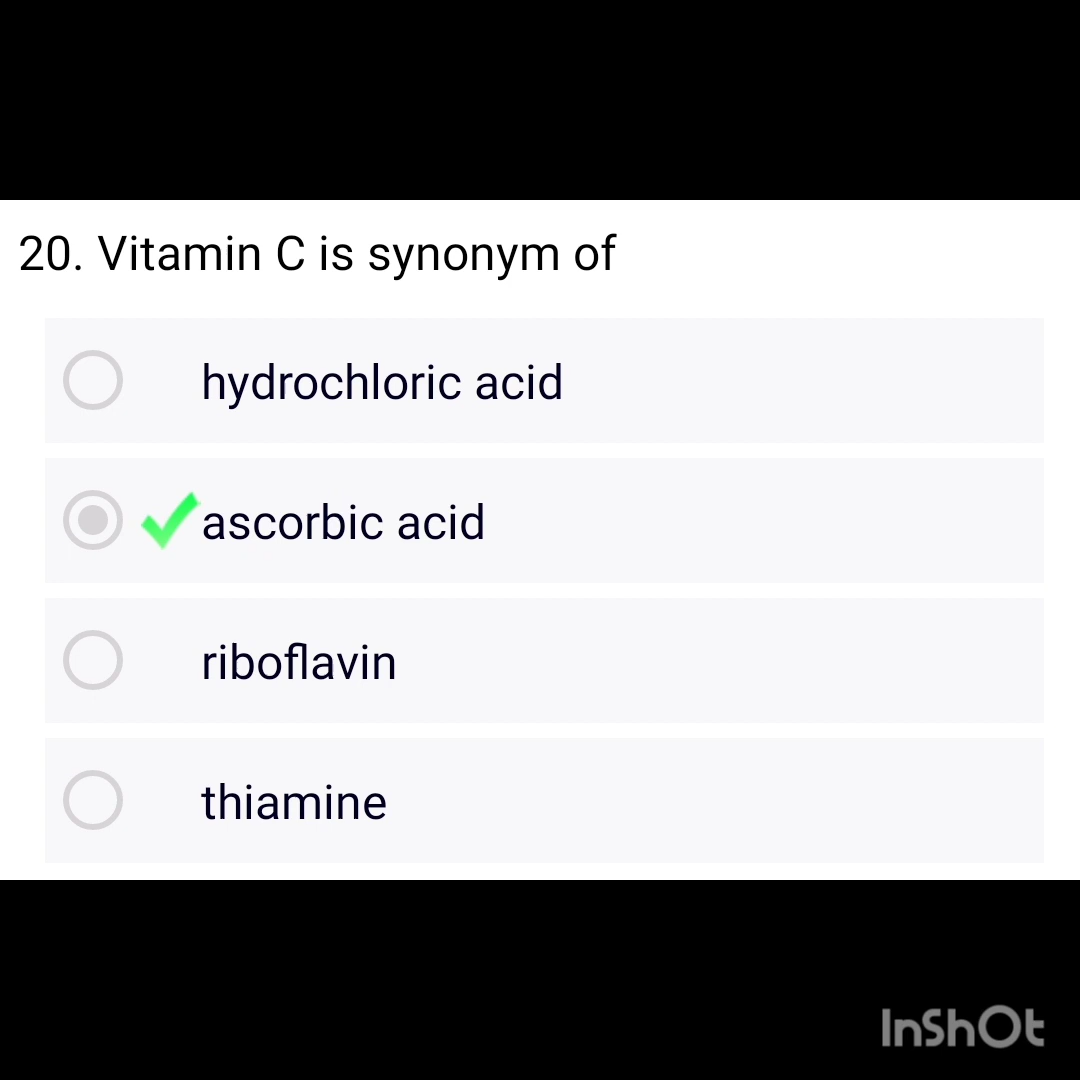 20. Vitamin C is synonym of
hydrochloric acid
ascorbic acid
riboflavin
thiamine
InShOt